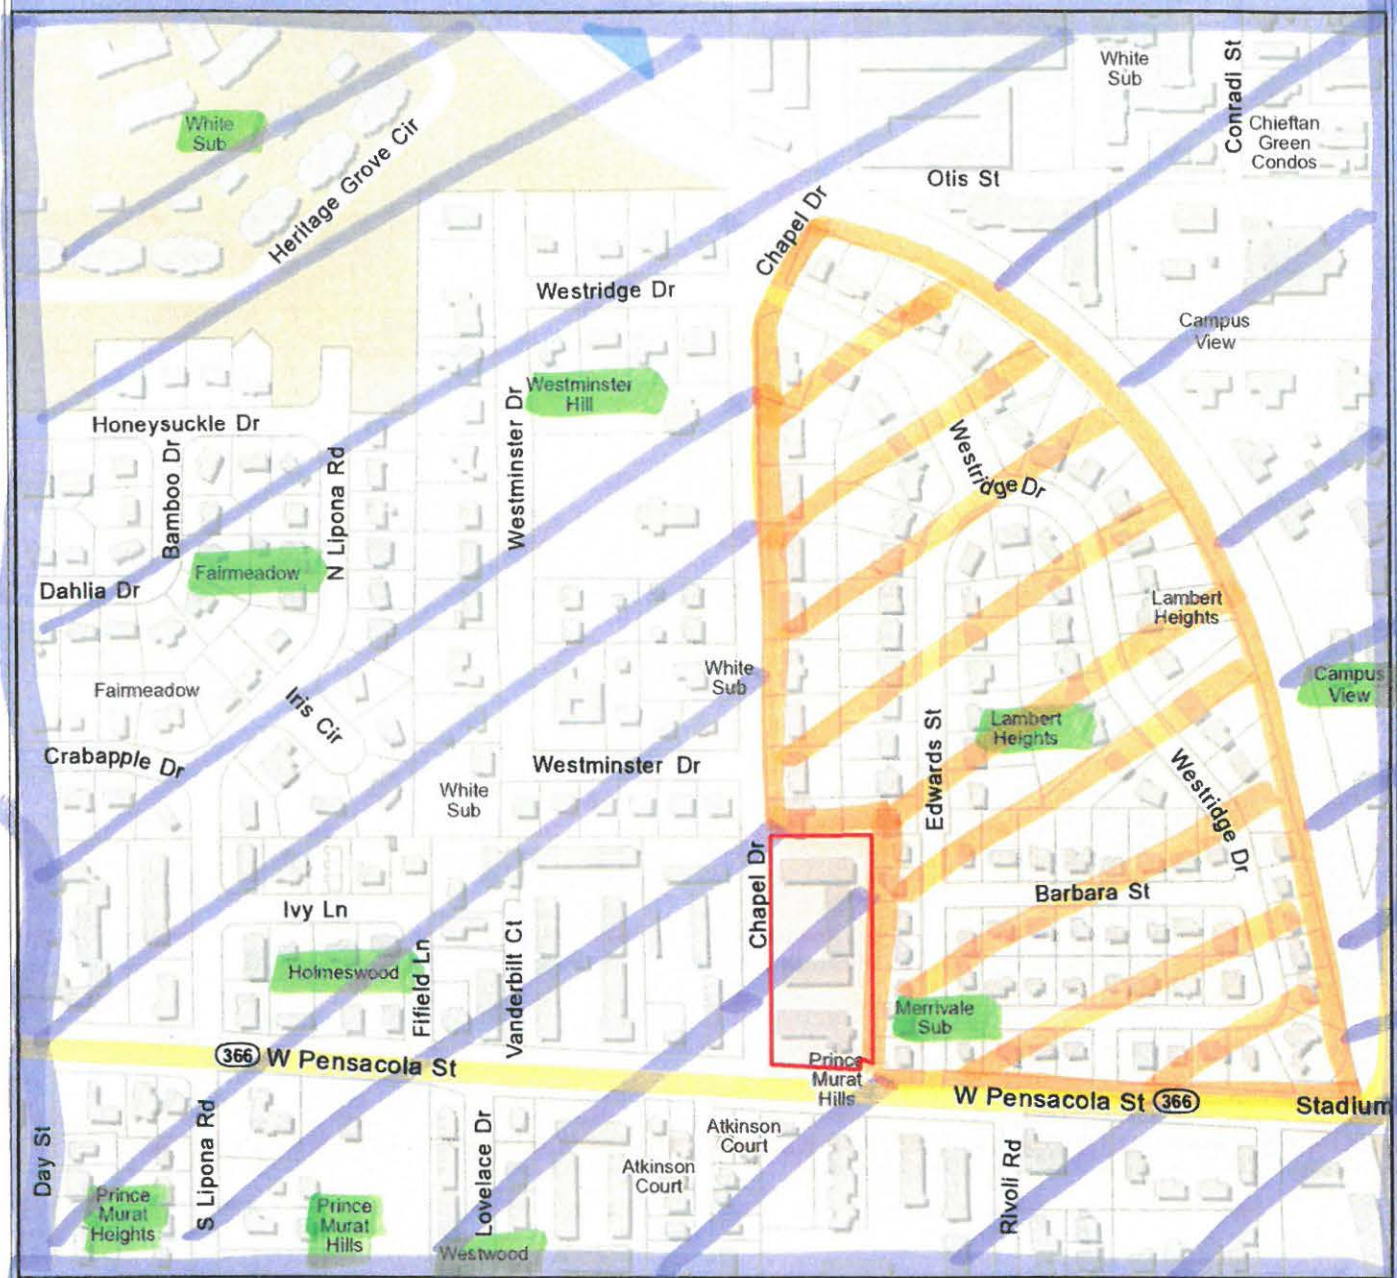 White
Sub
Conradi St
White
Sub
Chieftan
Green
Condos
Heritage Grove Cir
Otis St
Chapel Dr
Westridge Dr
Campus
View
Westminster
Hill
Honeysuckle Dr
Westminster Dr
Bamboo Dr
N Lipona Rd
Westridge Dr
Fairmeadow
Dahlia Dr
Lambert
Heights
White
Sub
Campus
View
Fairmeadow
Iris Cir
Lambert
Heights
Edwards St
Crabapple Dr
Westminster Dr
White
Sub
Westridge Dr
Chapel Dr
Barbara St
Ivy Ln
Holmeswood
Fifield Ln
Vanderbilt Ct
Merrivale
Sub
366 W Pensacola St
Prince
Murat
Hills
W Pensacola St 366
Stadium
Day St
S Lipona Rd
Lovelace Dr
Atkinson
Court
Atkinson
Court
Rivoli Rd
Prince
Murat
Heights
Prince
Murat
Hills
Westwood